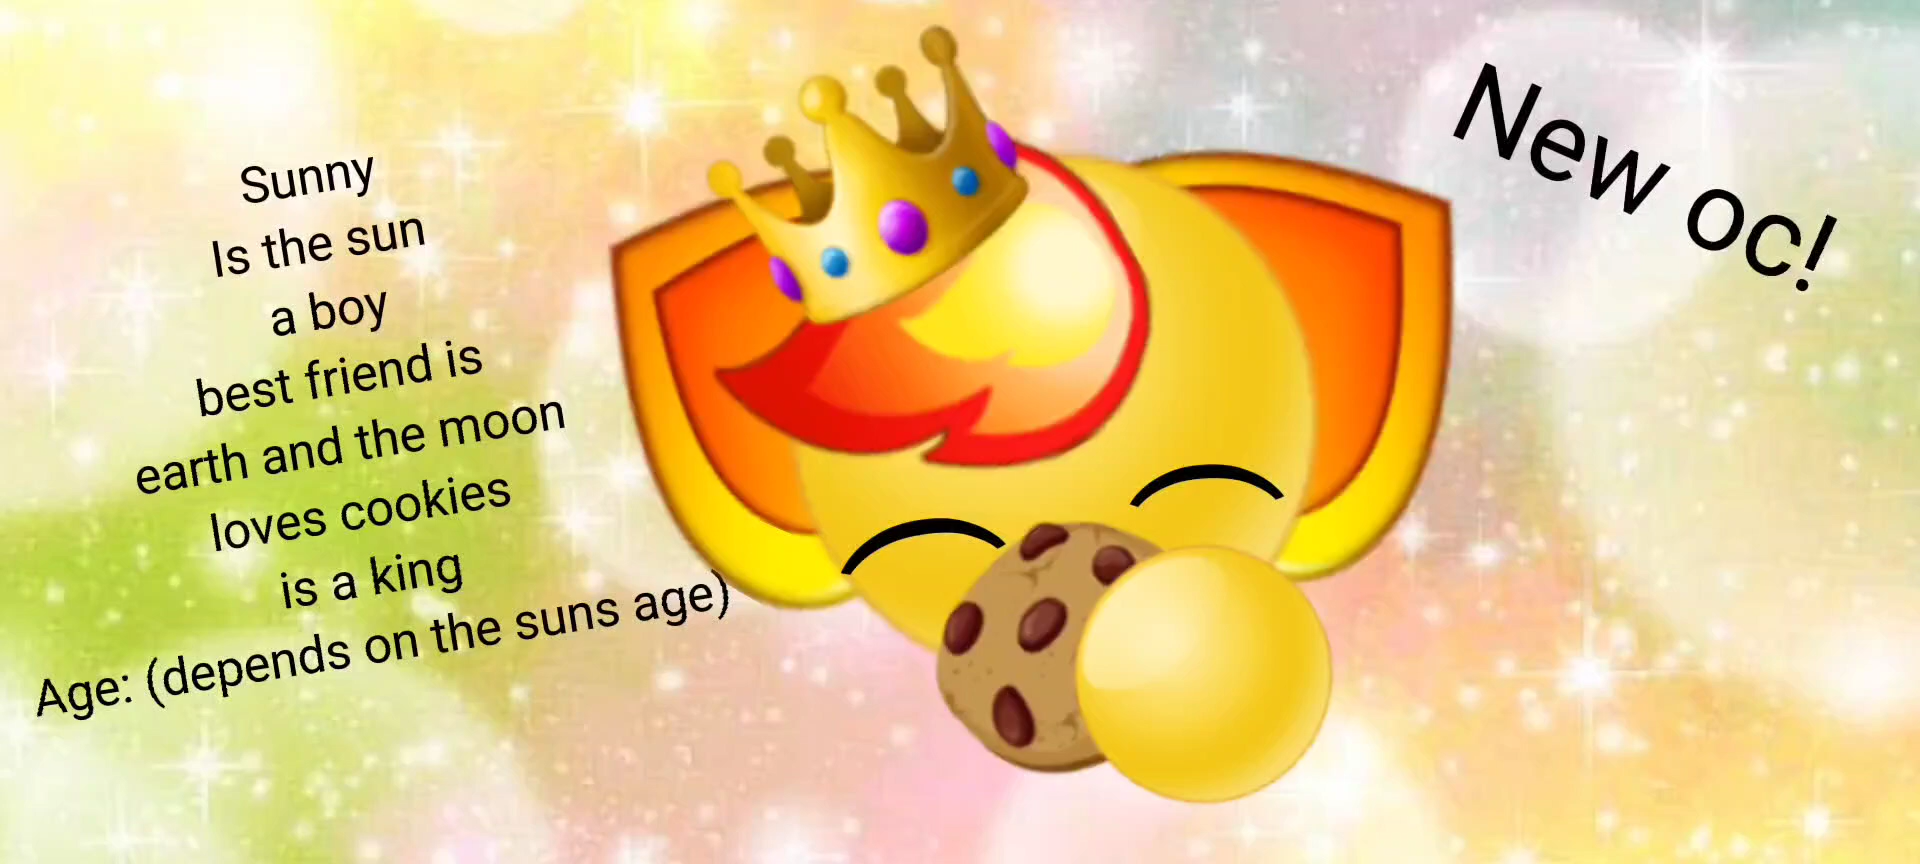 Sunny
Is the sun
a boy
best friend is
earth and the moon
loves cookies
is a king
Age: (depends on the suns age)
New oc!